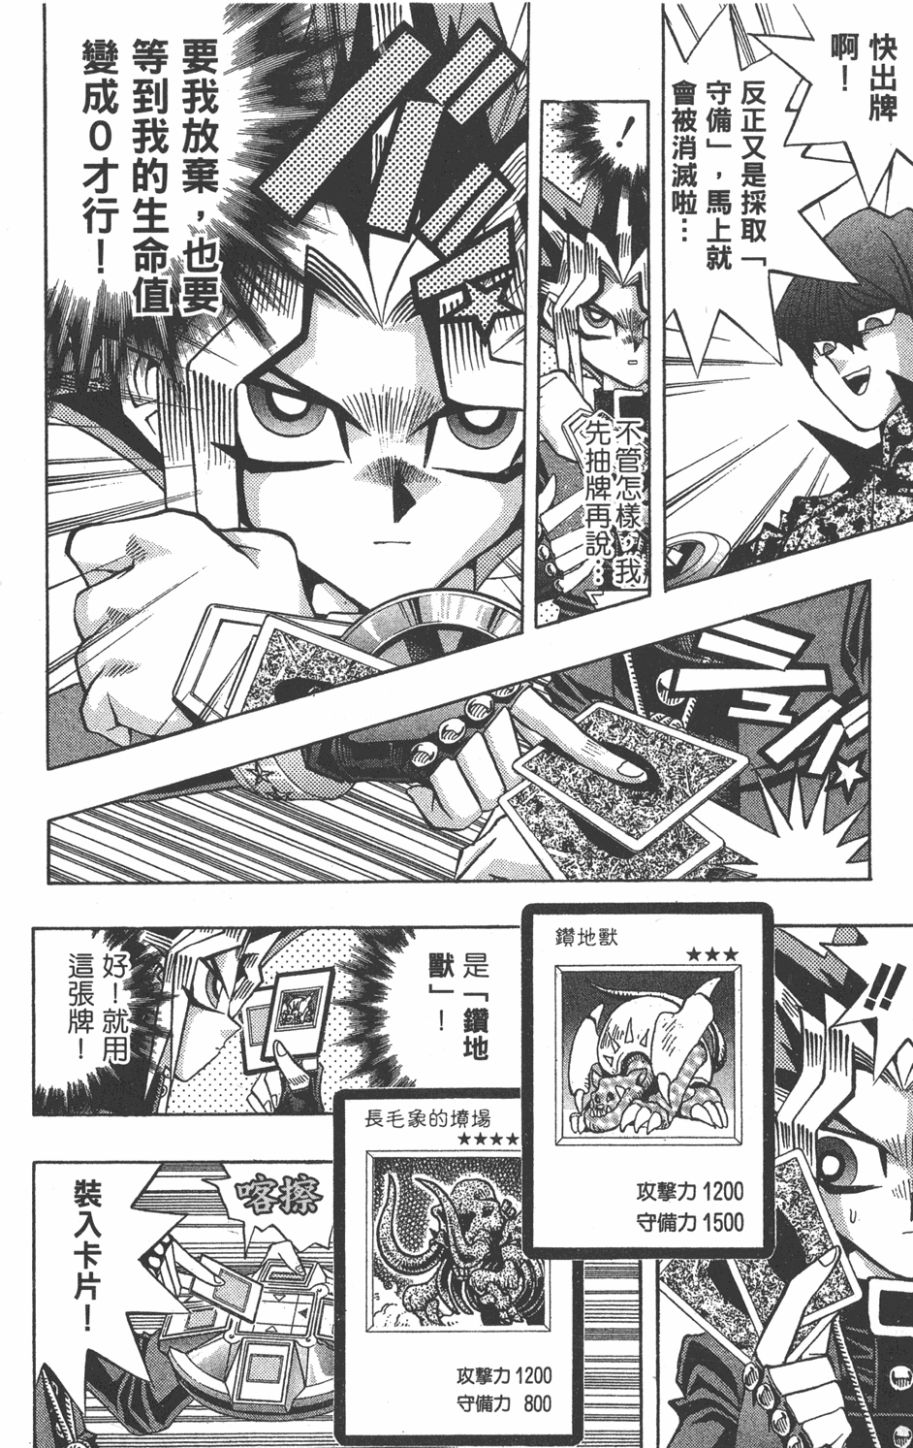 快出牌
啊！
反正又是採取「
守備」，馬上就
會被消滅啦…
！
不管怎樣，我
先抽牌再說…
要我放棄，也要
等到我的生命值
變成０才行！
!!
鑽地獸
★★★
攻擊力 1200
守備力 1500
是「鑽地
獸」！
好！就用
這張牌！
長毛象的墳場
★★★★
攻擊力 1200
守備力 800
喀擦
裝入卡片！